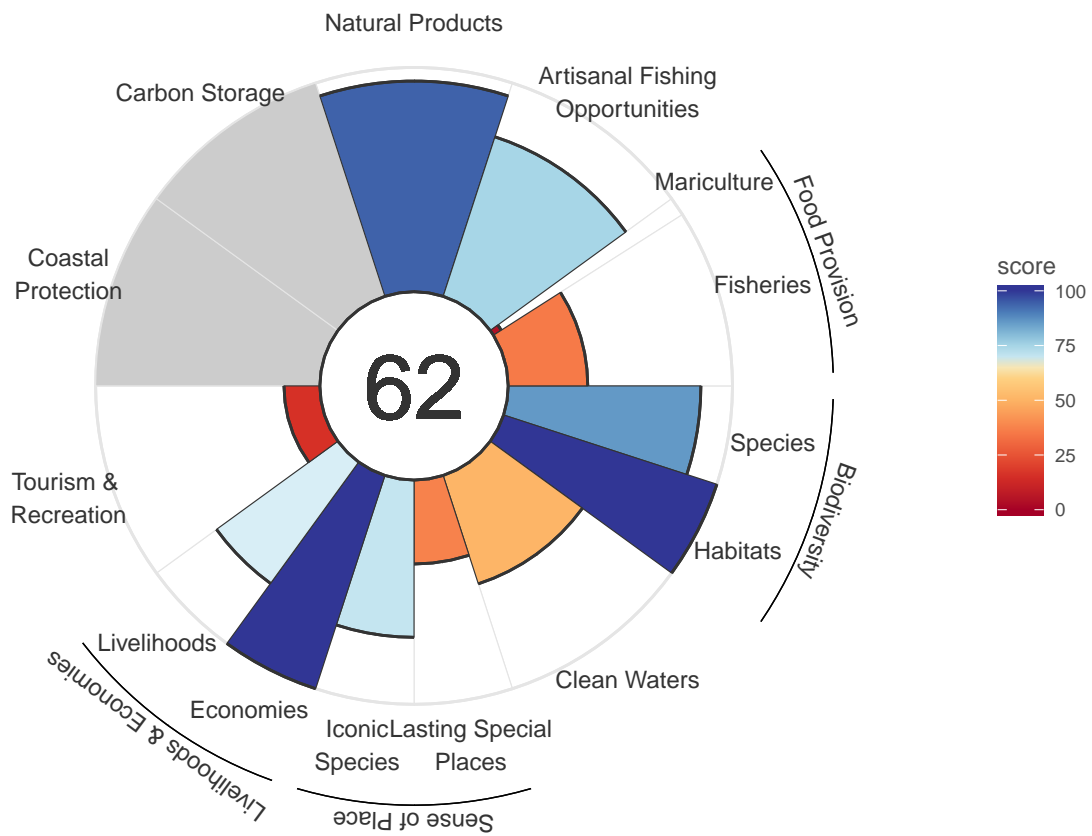 Natural Products
Artisanal Fishing
Opportunities
Carbon Storage
Mariculture
Food Provision
Coastal
Protection
Fisheries
score
100
75
50
25
0
62
Species
Biodiversity
Habitats
Tourism &
Recreation
Livelihoods
Livelihoods & Economies
Clean Waters
Economies
Iconic
Species
Lasting Special
Places
Sense of Place